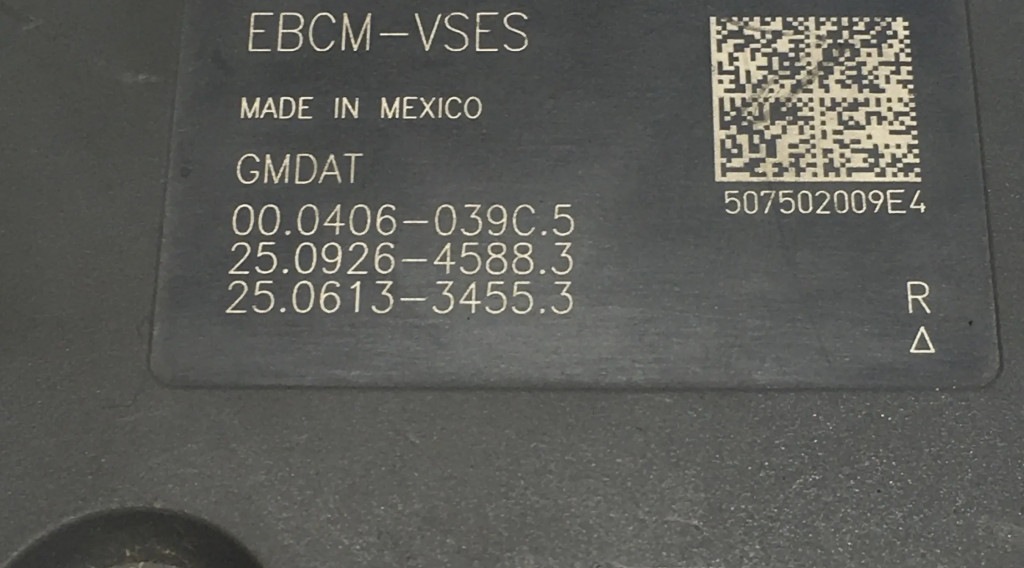 EBCM-VSES
MADE IN MEXICO
GMDAT
00.0406-039C.5
25.0926-4588.3
25.0613-3455.3
507502009E4
R
Δ